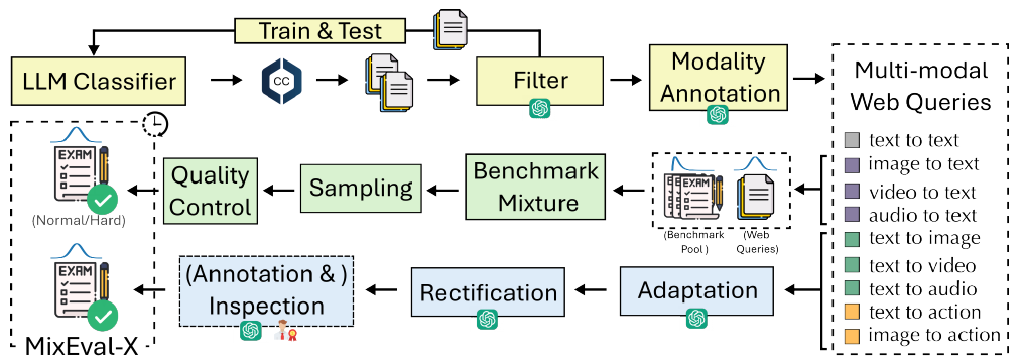 Train & Test
LLM Classifier
CC
Filter
Modality
Annotation
Multi-modal
Web Queries
text to text
image to text
video to text
audio to text
text to image
text to video
text to audio
text to action
image to action
EXAM
(Normal/Hard)
Quality
Control
Sampling
Benchmark
Mixture
EXAM
(Benchmark
Pool )
(Web
Queries)
EXAM
(Annotation & )
Inspection
Rectification
Adaptation
MixEval-X